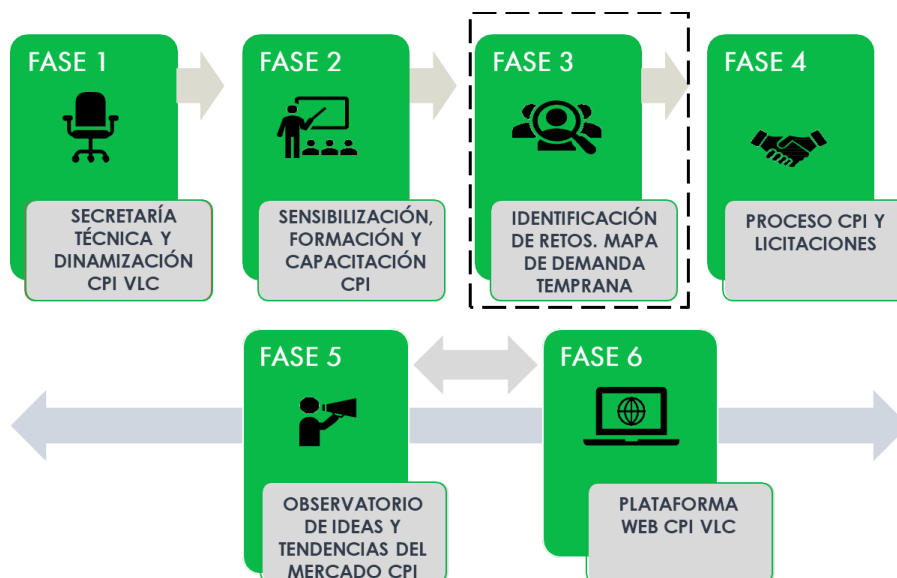 FASE 1
SECRETARÍA
TÉCNICA Y
DINAMIZACIÓN
CPI VLC
FASE 2
SENSIBILIZACIÓN,
FORMACIÓN Y
CAPACITACIÓN
CPI
FASE 3
IDENTIFICACIÓN
DE RETOS. MAPA
DE DEMANDA
TEMPRANA
FASE 4
PROCESO CPI Y
LICITACIONES
FASE 5
OBSERVATORIO
DE IDEAS Y
TENDENCIAS DEL
MERCADO CPI
FASE 6
PLATAFORMA
WEB CPI VLC